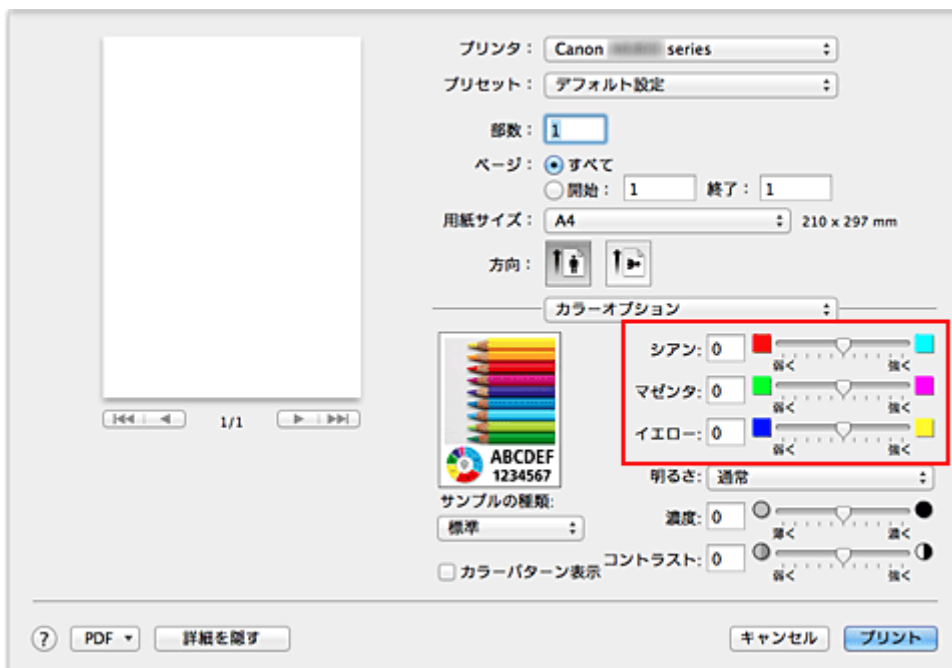 プリンタ： Canon series
プリセット： デフォルト設定
部数： 1
ページ： すべて
開始： 1 終了： 1
用紙サイズ： A4 210 x 297 mm
方向：
カラーオプション
シアン: 0
弱く 強く
マゼンタ: 0
弱く 強く
イエロー: 0
弱く 強く
1/1
ABCDEF
1234567
サンプルの種類:
標準
カラーパターン表示
明るさ: 通常
濃度: 0
薄く 濃く
コントラスト: 0
弱く 強く
? PDF 詳細を隠す キャンセル プリント